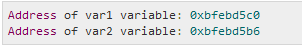 Address of var1 variable: 0xbfebd5c0
Address of var2 variable: 0xbfebd5b6